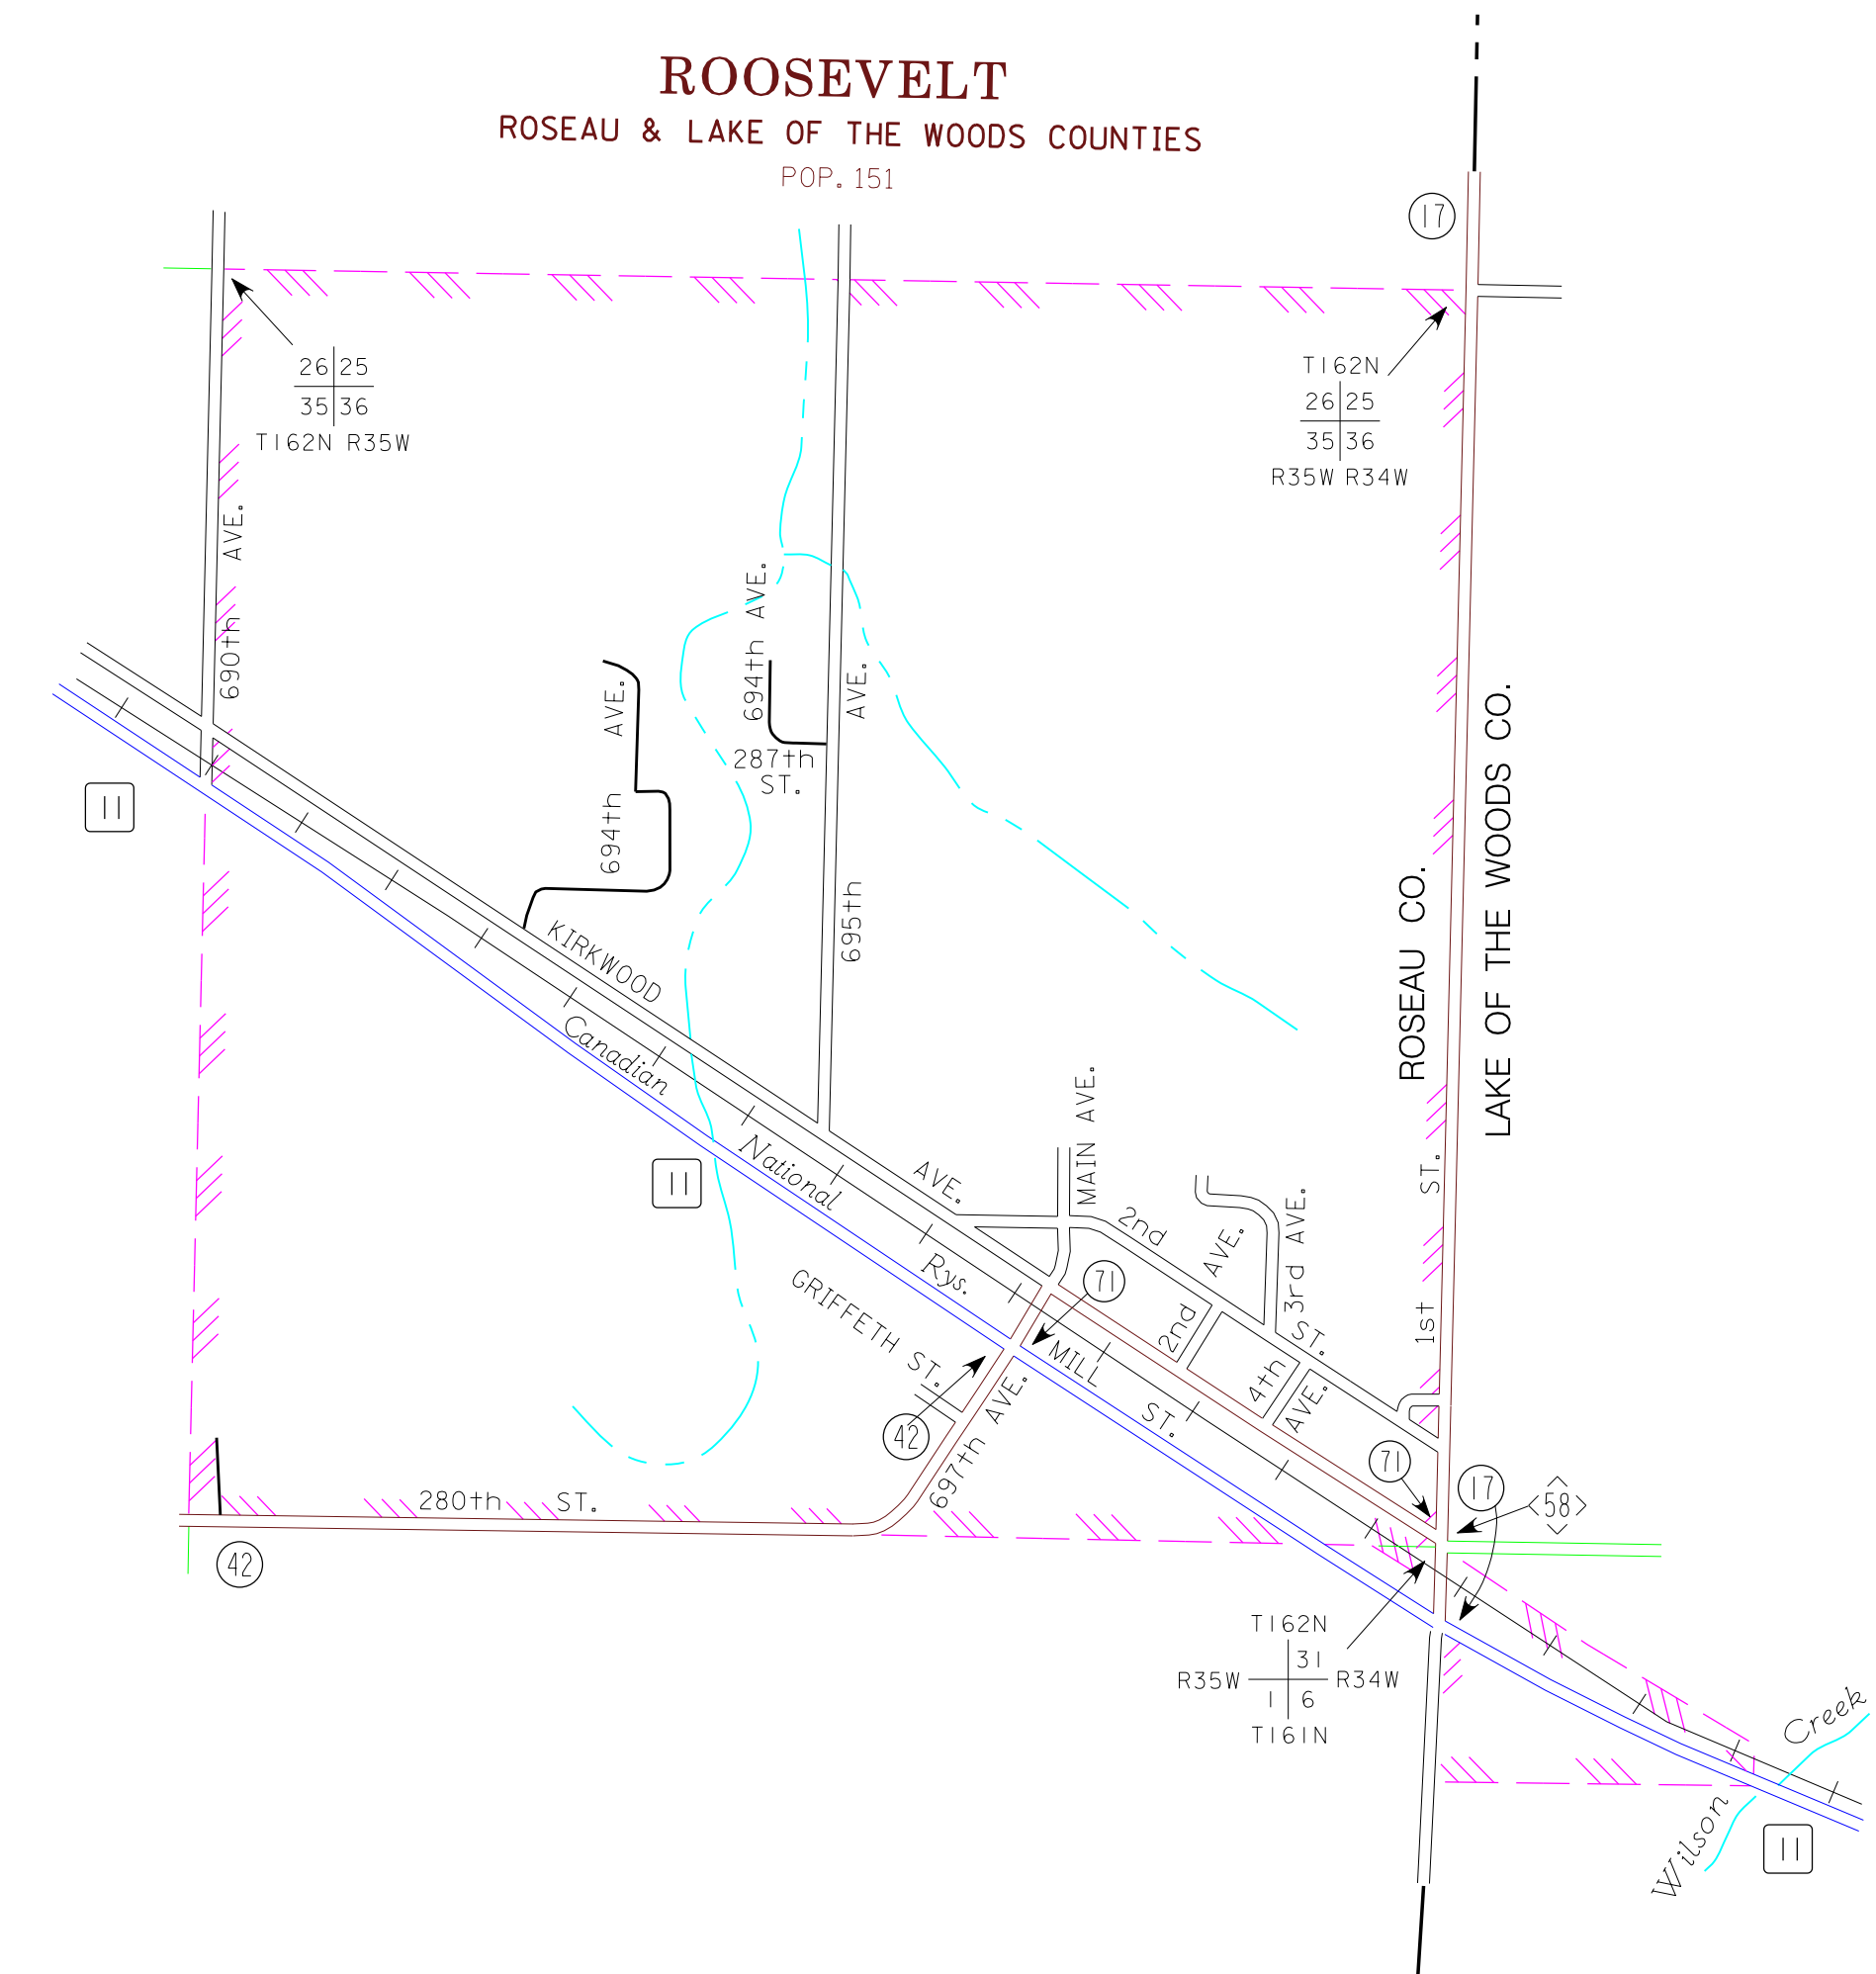 ROOSEVELT
ROSEAU & LAKE OF THE WOODS COUNTIES
POP. 151
17
26 25
35 36
T162N R35W
T162N
26 25
35 36
R35W R34W
690th AVE.
694th AVE.
694th AVE.
287th
ST.
695th AVE.
11
KIRKWOOD AVE.
Canadian National Rys.
11
ROSEAU CO.
LAKE OF THE WOODS CO.
MAIN AVE.
2nd ST.
2nd AVE.
3rd AVE.
4th AVE.
1st ST.
71
GRIFFETH ST.
MILL ST.
42
697th AVE.
71
17
58
280th ST.
42
T162N
31
R35W R34W
1 6
T161N
Wilson Creek
11